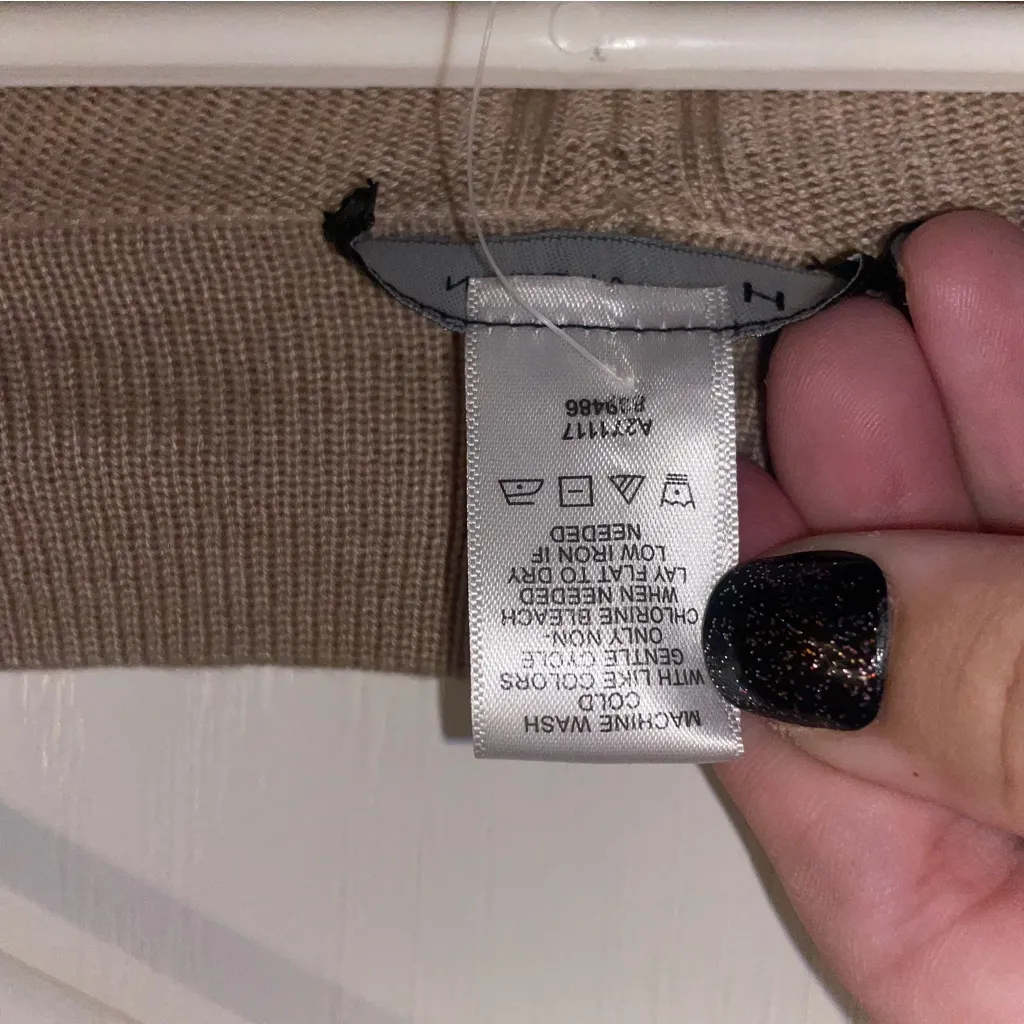 MACHINE WASH
COLD
WITH LIKE COLORS
GENTLE CYCLE
ONLY NON-
CHLORINE BLEACH
WHEN NEEDED
LAY FLAT TO DRY
LOW IRON IF
NEEDED
A271117